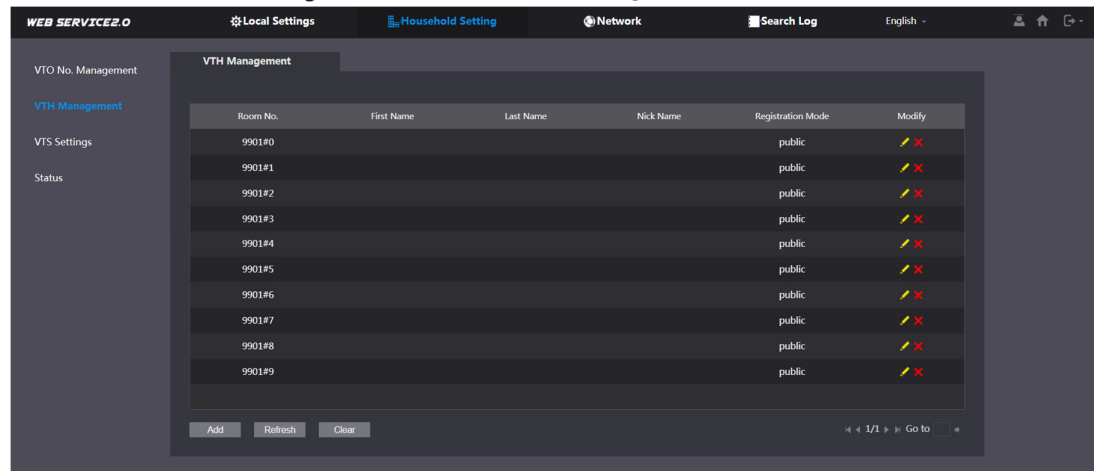 WEB SERVICE2.0 Local Settings Household Setting Network Search Log English
VTO No. Management
VTH Management
VTS Settings
Status
VTH Management
Room No. First Name Last Name Nick Name Registration Mode Modify
9901#0 public
9901#1 public
9901#2 public
9901#3 public
9901#4 public
9901#5 public
9901#6 public
9901#7 public
9901#8 public
9901#9 public
Add Refresh Clear 1/1 Go to